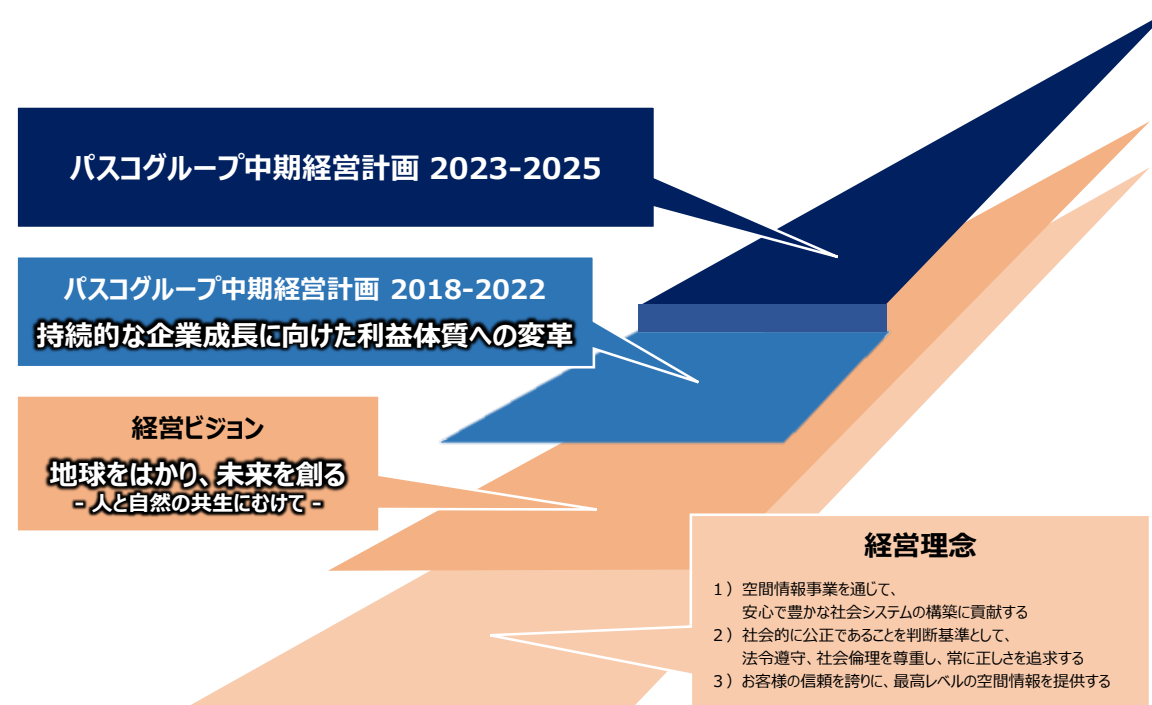 パスコグループ中期経営計画 2023-2025
パスコグループ中期経営計画 2018-2022
持続的な企業成長に向けた利益体質への変革
経営ビジョン
地球をはかり、未来を創る
- 人と自然の共生にむけて -
経営理念
1）空間情報事業を通じて、
安心で豊かな社会システムの構築に貢献する
2）社会的に公正であることを判断基準として、
法令遵守、社会倫理を尊重し、常に正しさを追求する
3）お客様の信頼を誇りに、最高レベルの空間情報を提供する